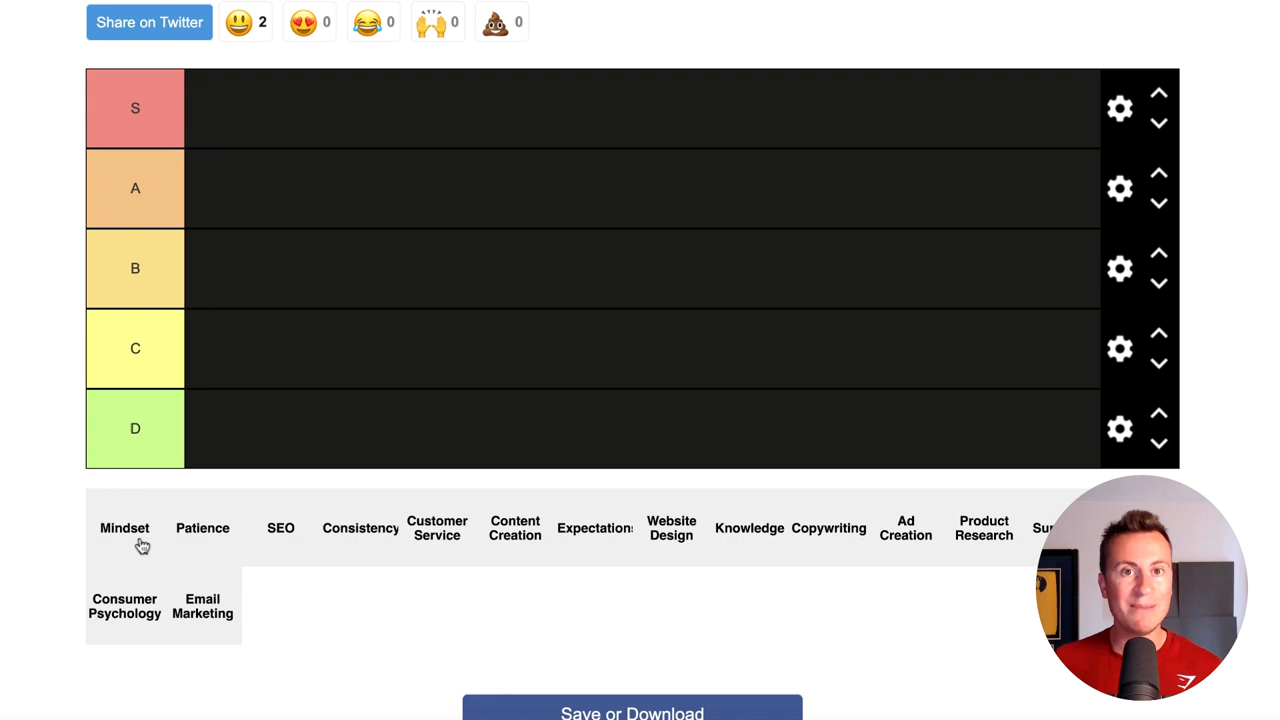 Share on Twitter
2
0
0
0
0
S
A
B
C
D
Mindset
Patience
SEO
Consistency
Customer
Service
Content
Creation
Expectation
Website
Design
Knowledge
Copywriting
Ad
Creation
Product
Research
Consumer
Psychology
Email
Marketing
Save or Download